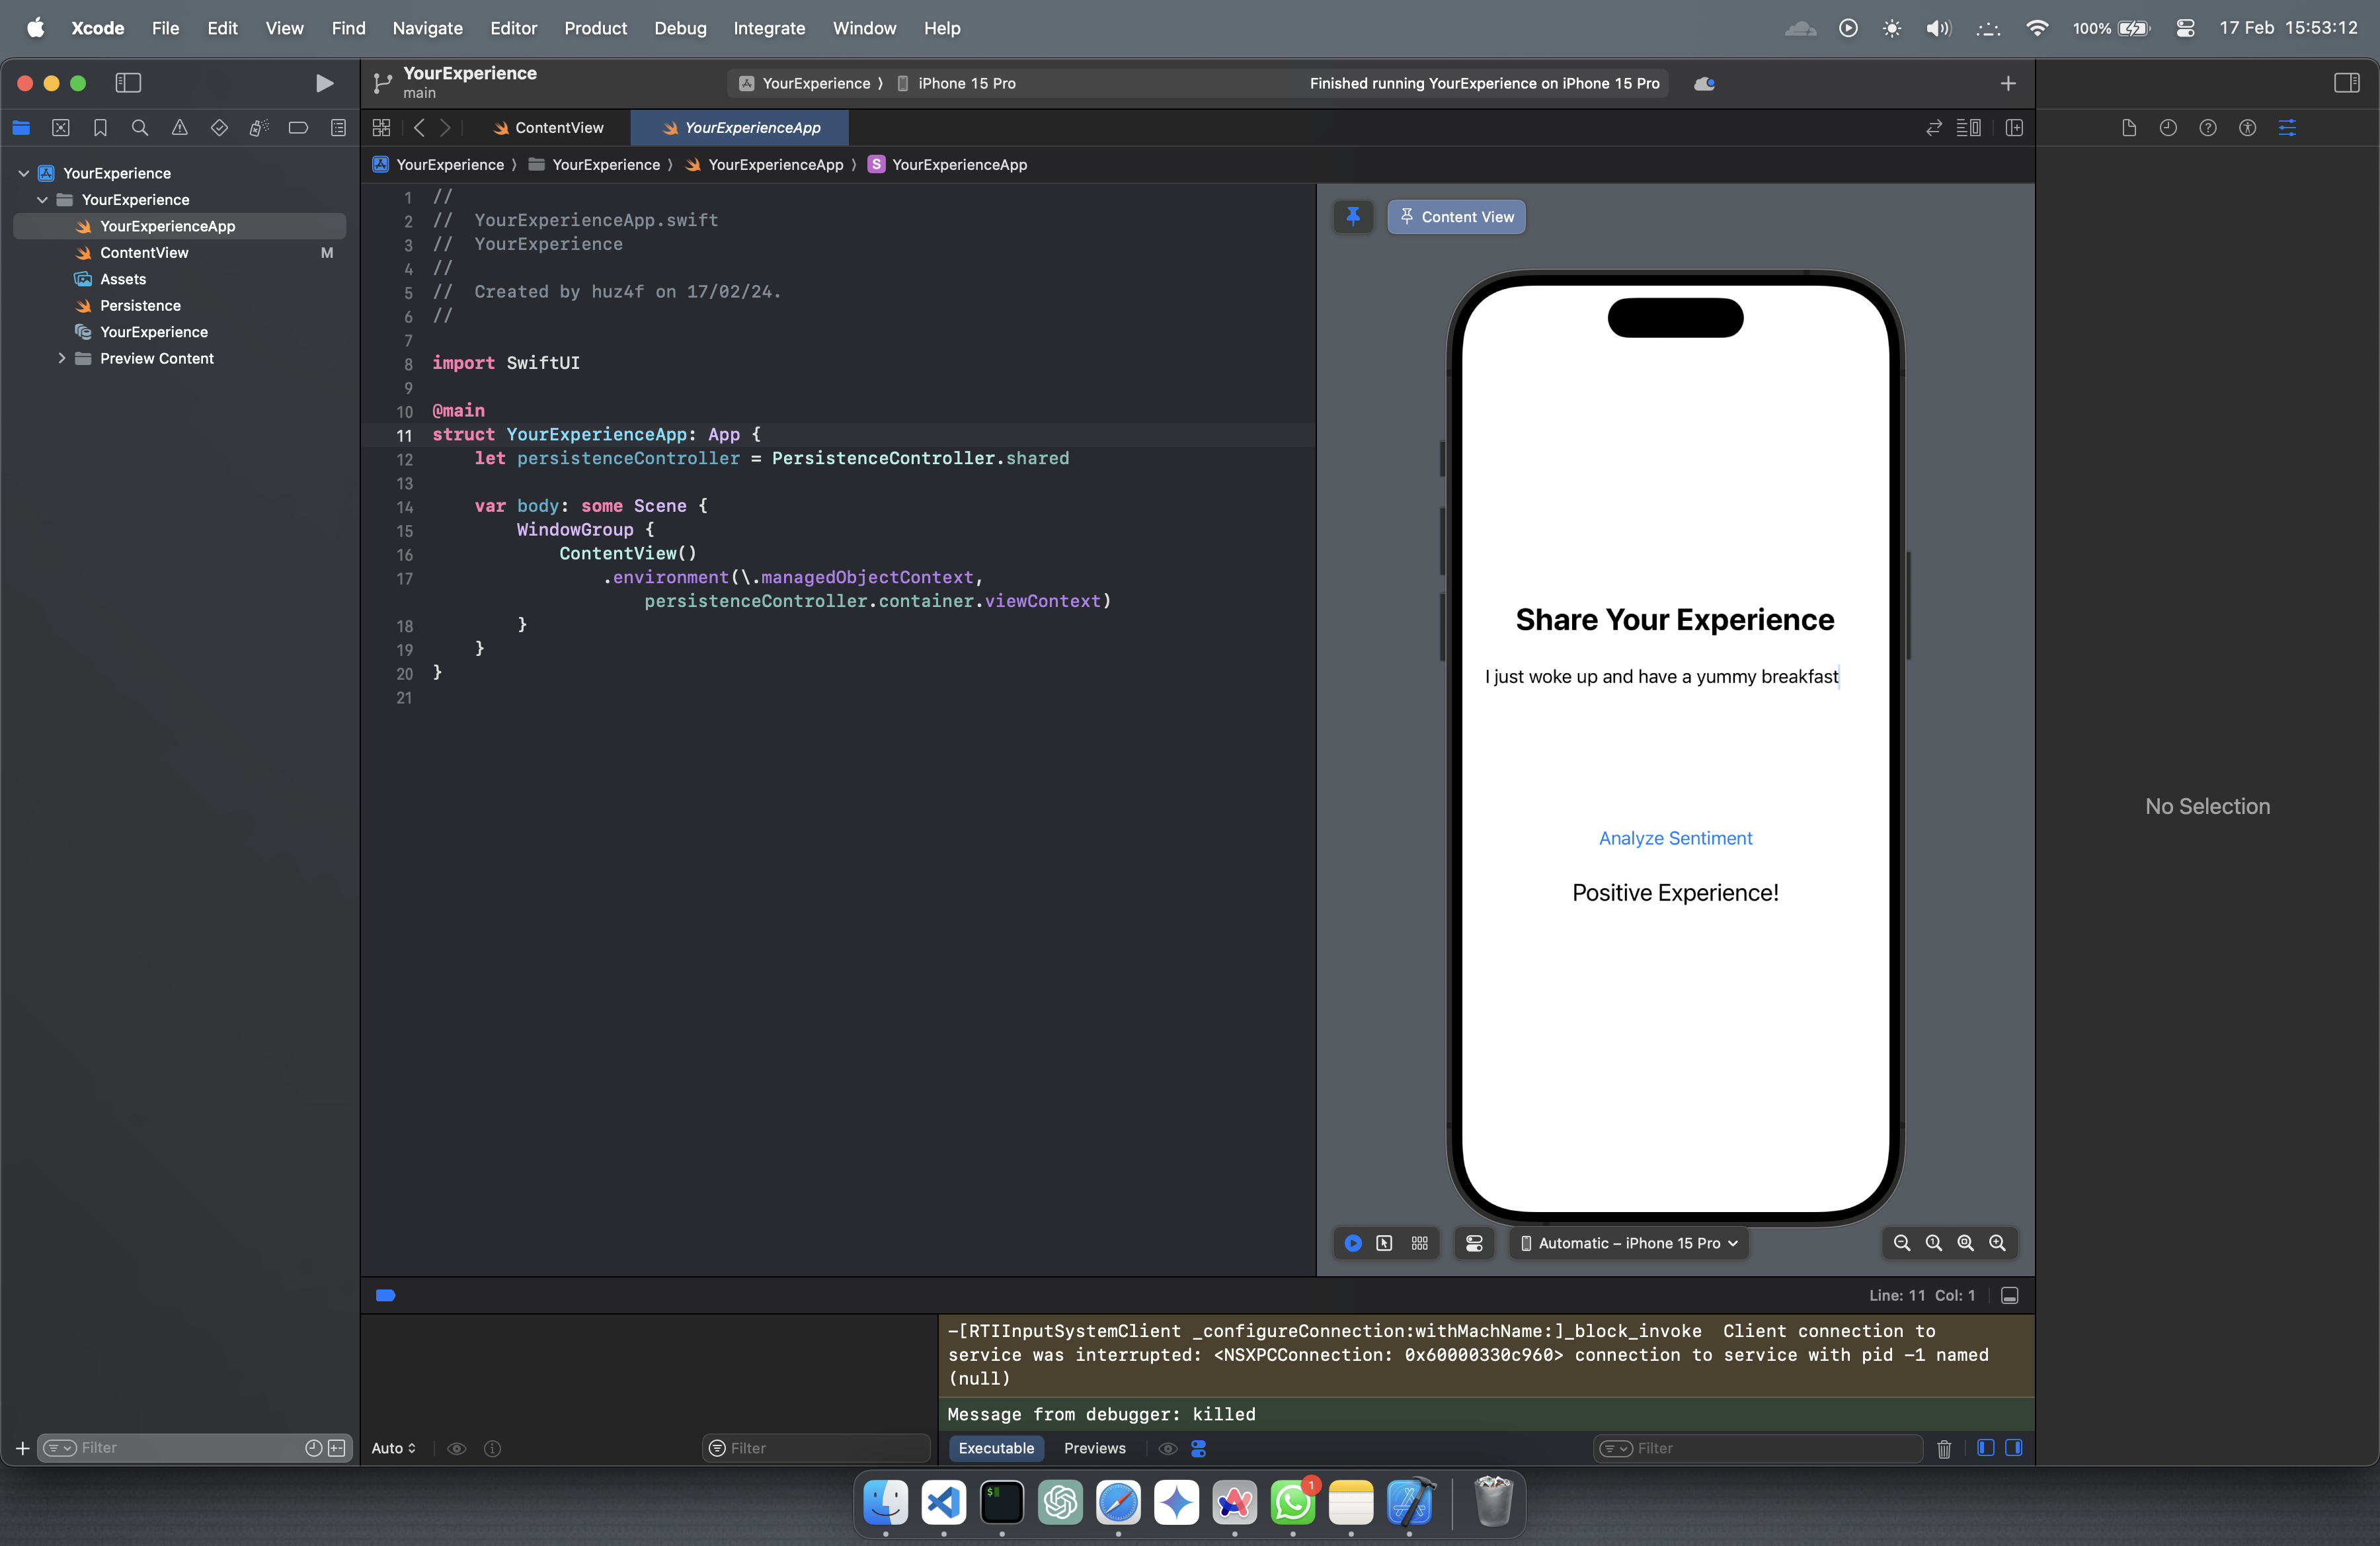 Xcode File Edit View Find Navigate Editor Product Debug Integrate Window Help 100% 17 Feb 15:53:12
YourExperience
main
YourExperience 〉 iPhone 15 Pro Finished running YourExperience on iPhone 15 Pro
ContentView YourExperienceApp
YourExperience 〉 YourExperience 〉 YourExperienceApp 〉 S YourExperienceApp
YourExperience
YourExperience
YourExperienceApp
ContentView M
Assets
Persistence
YourExperience
Preview Content
1 //
2 // YourExperienceApp.swift
3 // YourExperience
4 //
5 // Created by huz4f on 17/02/24.
6 //
7
8 import SwiftUI
9
10 @main
11 struct YourExperienceApp: App {
12 let persistenceController = PersistenceController.shared
13
14 var body: some Scene {
15 WindowGroup {
16 ContentView()
17 .environment(\.managedObjectContext,
persistenceController.container.viewContext)
18 }
19 }
20 }
21
Content View
Share Your Experience
I just woke up and have a yummy breakfast
Analyze Sentiment
Positive Experience!
Automatic – iPhone 15 Pro
No Selection
Line: 11 Col: 1
-[RTIInputSystemClient _configureConnection:withMachName:]_block_invoke Client connection to
service was interrupted: <NSXPCConnection: 0x60000330c960> connection to service with pid -1 named
(null)
Message from debugger: killed
Filter
Auto
Filter
Executable Previews
Filter
$
1